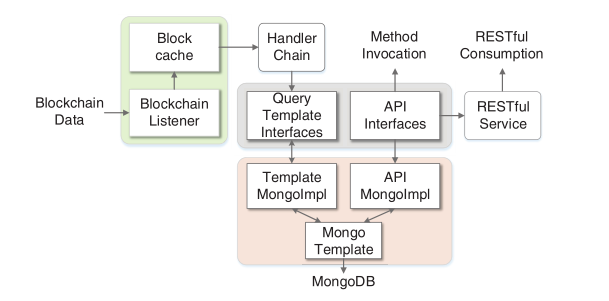 Block
cache
Handler
Chain
Method
Invocation
RESTful
Consumption
Blockchain
Data
Blockchain
Listener
Query
Template
Interfaces
API
Interfaces
RESTful
Service
Template
MongoImpl
API
MongoImpl
Mongo
Template
MongoDB